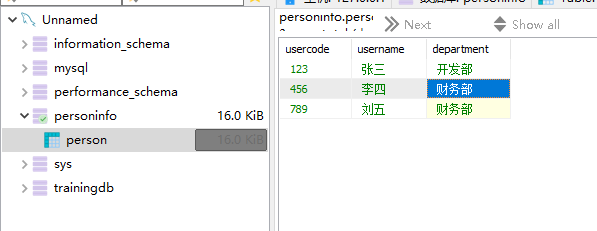 Unnamed
information_schema
mysql
performance_schema
personinfo 16.0 KiB
person 16.0 KiB
sys
trainingdb
personinfo.perso
Next
Show all
usercode username department
123 张三 开发部
456 李四 财务部
789 刘五 财务部